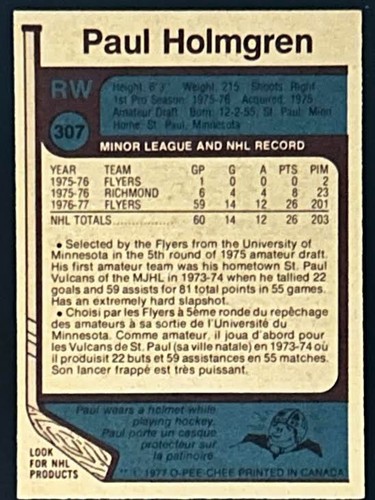 Paul Holmgren
RW
307
Height: 6'3" Weight: 215 Shoots: Right
1st Pro Season: 1975-76 Acquired: 1975
Amateur Draft Born: 12-2-55, St. Paul, Minn
Home: St. Paul, Minnesota
MINOR LEAGUE AND NHL RECORD
YEAR TEAM GP G A PTS PIM
1975-76 FLYERS 1 0 0 0 2
1975-76 RICHMOND 6 4 4 8 23
1976-77 FLYERS 59 14 12 26 201
NHL TOTALS 60 14 12 26 203
• Selected by the Flyers from the University of
Minnesota in the 5th round of 1975 amateur draft.
His first amateur team was his hometown St. Paul
Vulcans of the MJHL in 1973-74 when he tallied 22
goals and 59 assists for 81 total points in 55 games.
Has an extremely hard slapshot.
• Choisi par les Flyers à 5ème ronde du repêchage
des amateurs à sa sortie de l'Université du
Minnesota. Comme amateur, il joua d'abord pour
les Vulcans de St. Paul (sa ville natale) en 1973-74 où
il produisit 22 buts et 59 assistances en 55 matches.
Son lancer frappé est très puissant.
Paul wears a helmet while
playing hockey.
Paul porte un casque
protecteur sur
la patinoire.
LOOK
FOR NHL
PRODUCTS
** © 1977 O-PEE-CHEE PRINTED IN CANADA